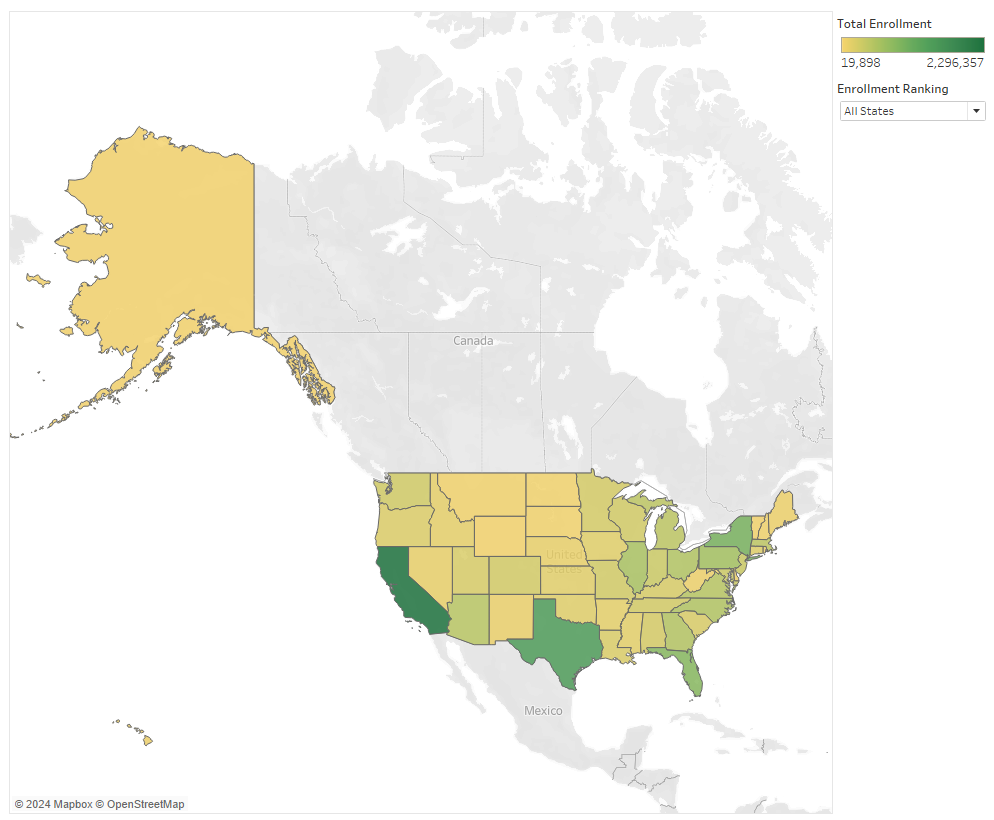 Total Enrollment
19,898 2,296,357
Enrollment Ranking
All States
Canada
United
States
Mexico
© 2024 Mapbox © OpenStreetMap